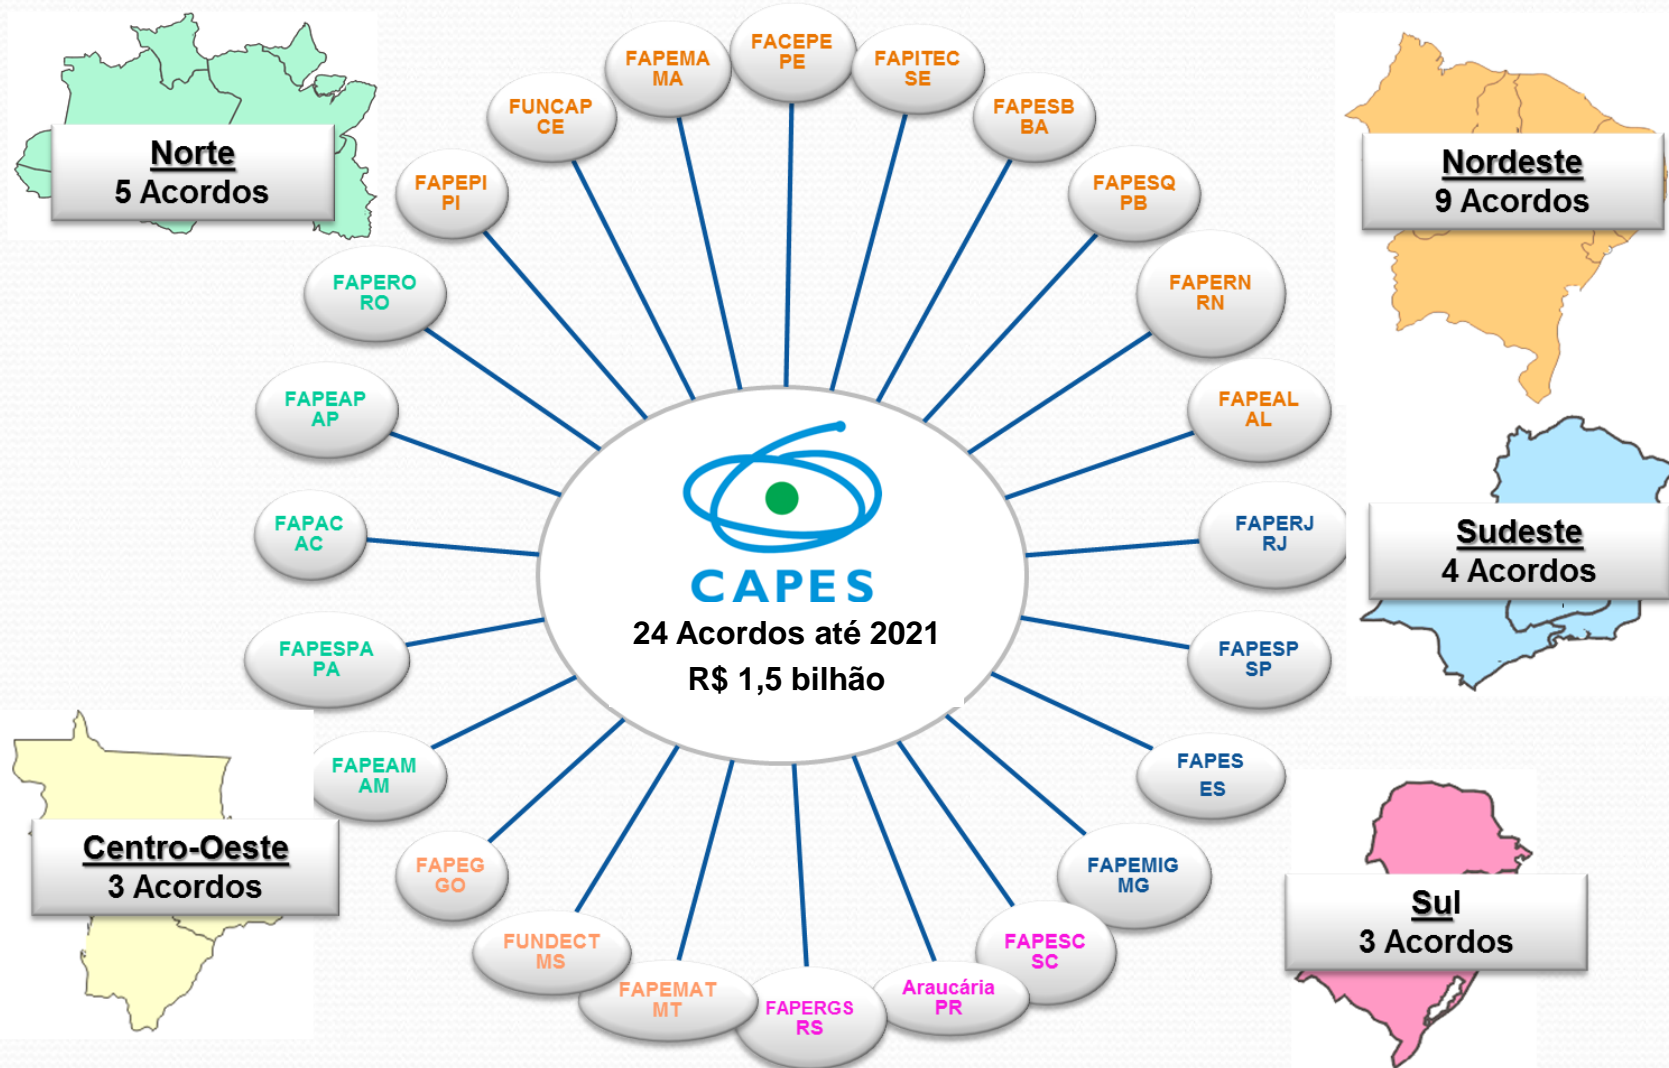 Norte
5 Acordos
Nordeste
9 Acordos
Sudeste
4 Acordos
Sul
3 Acordos
Centro-Oeste
3 Acordos
CAPES
24 Acordos até 2021
R$ 1,5 bilhão
FACEPE
PE
FAPITEC
SE
FAPESB
BA
FAPESQ
PB
FAPERN
RN
FAPEAL
AL
FAPERJ
RJ
FAPESP
SP
FAPES
ES
FAPEMIG
MG
FAPESC
SC
Araucária
PR
FAPERGS
RS
FAPEMAT
MT
FUNDECT
MS
FAPEG
GO
FAPEAM
AM
FAPESPA
PA
FAPAC
AC
FAPEAP
AP
FAPERO
RO
FAPEPI
PI
FUNCAP
CE
FAPEMA
MA